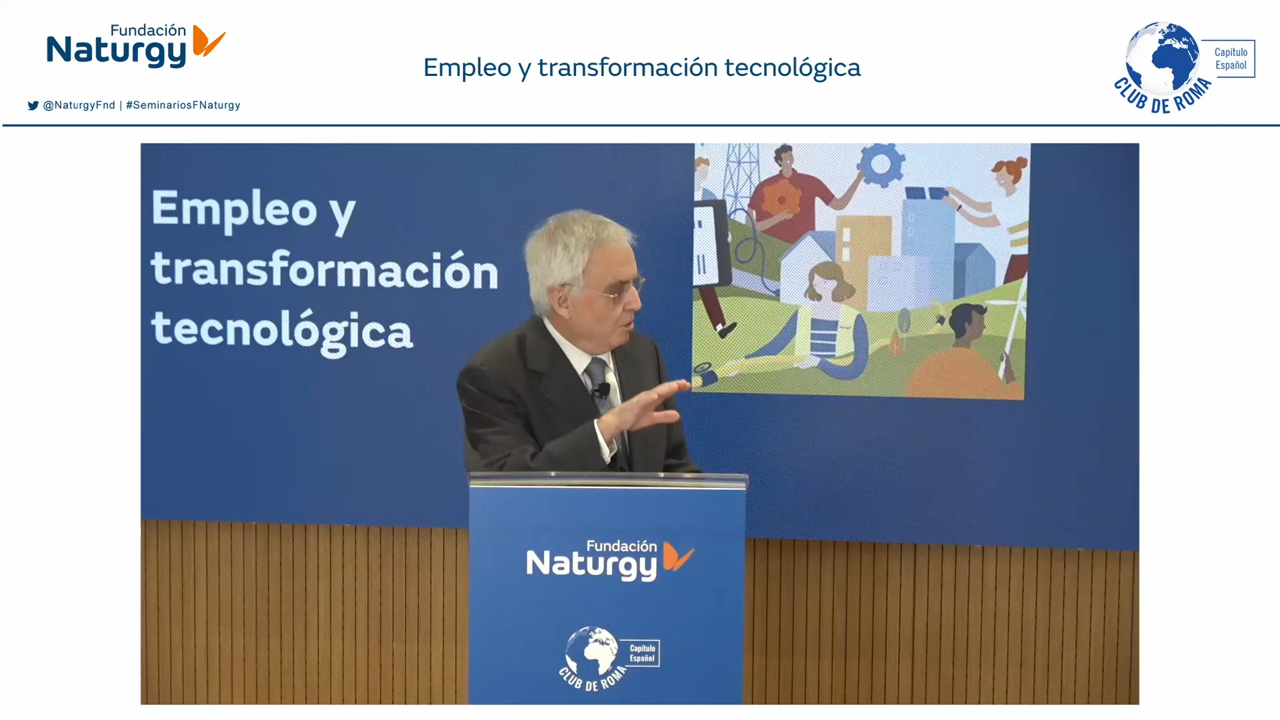 Fundación
Naturgy
@NaturgyFnd | #SeminariosFNaturgy
Empleo y transformación tecnológica
Capítulo
Español
CLUB DE ROMA
Empleo y
transformación
tecnológica
Fundación
Naturgy
Capítulo
Español
CLUB DE ROMA